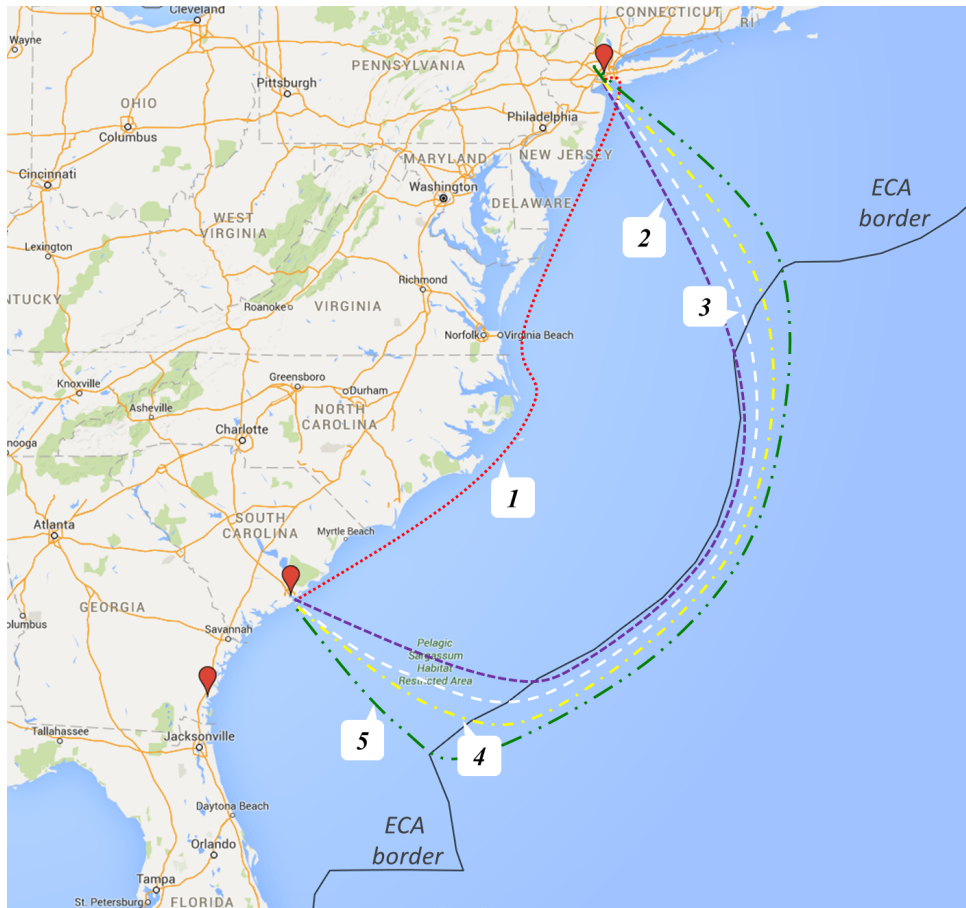 Cleveland
CONNECTICUT
RI
Wayne
PENNSYLVANIA
Pittsburgh
OHIO
Philadelphia
Columbus
MARYLAND
NEW JERSEY
Cincinnati
Washington
ECA
border
DELAWARE
WEST
VIRGINIA
2
Lexington
Richmond
NTUCKY
Roanoke
VIRGINIA
3
Norfolk
Virginia Beach
Knoxville
Greensboro
Durham
Asheville
NORTH
CAROLINA
Charlotte
nooga
1
SOUTH
CAROLINA
Atlanta
Myrtle Beach
GEORGIA
olumbus
Savannah
Pelagic
Sargassum
Habitat
Restricted Area
Tallahassee
Jacksonville
5
4
Daytona Beach
ECA
border
Orlando
Tampa
St. Petersburg
FLORIDA